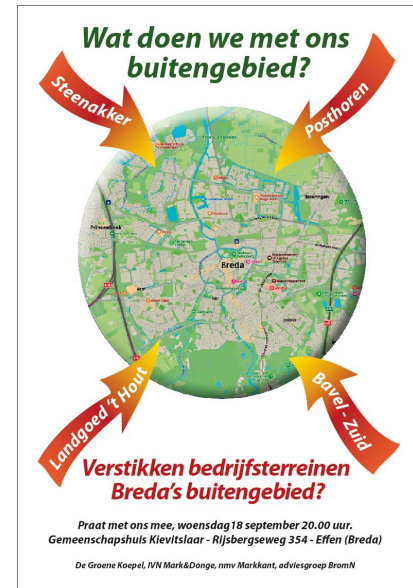 Wat doen we met ons
buitengebied?
Steenakker
Posthoren
Prinsenbeek
Teteringen
Breda
Landgoed 't Hout
Bavel - Zuid
Verstikken bedrijfsterreinen
Breda's buitengebied?
Praat met ons mee, woensdag18 september 20.00 uur.
Gemeenschapshuis Kievitslaar - Rijsbergseweg 354 - Effen (Breda)
De Groene Koepel, IVN Mark&Donge, nmv Markkant, adviesgroep BromN